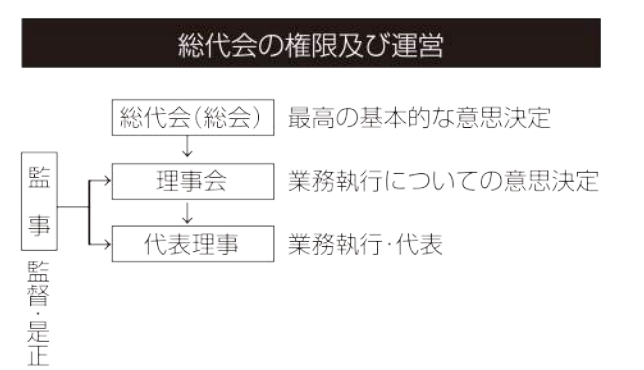 総代会の権限及び運営
総代会(総会)
最高の基本的な意思決定
監事
理事会
業務執行についての意思決定
代表理事
業務執行·代表
監督·是正